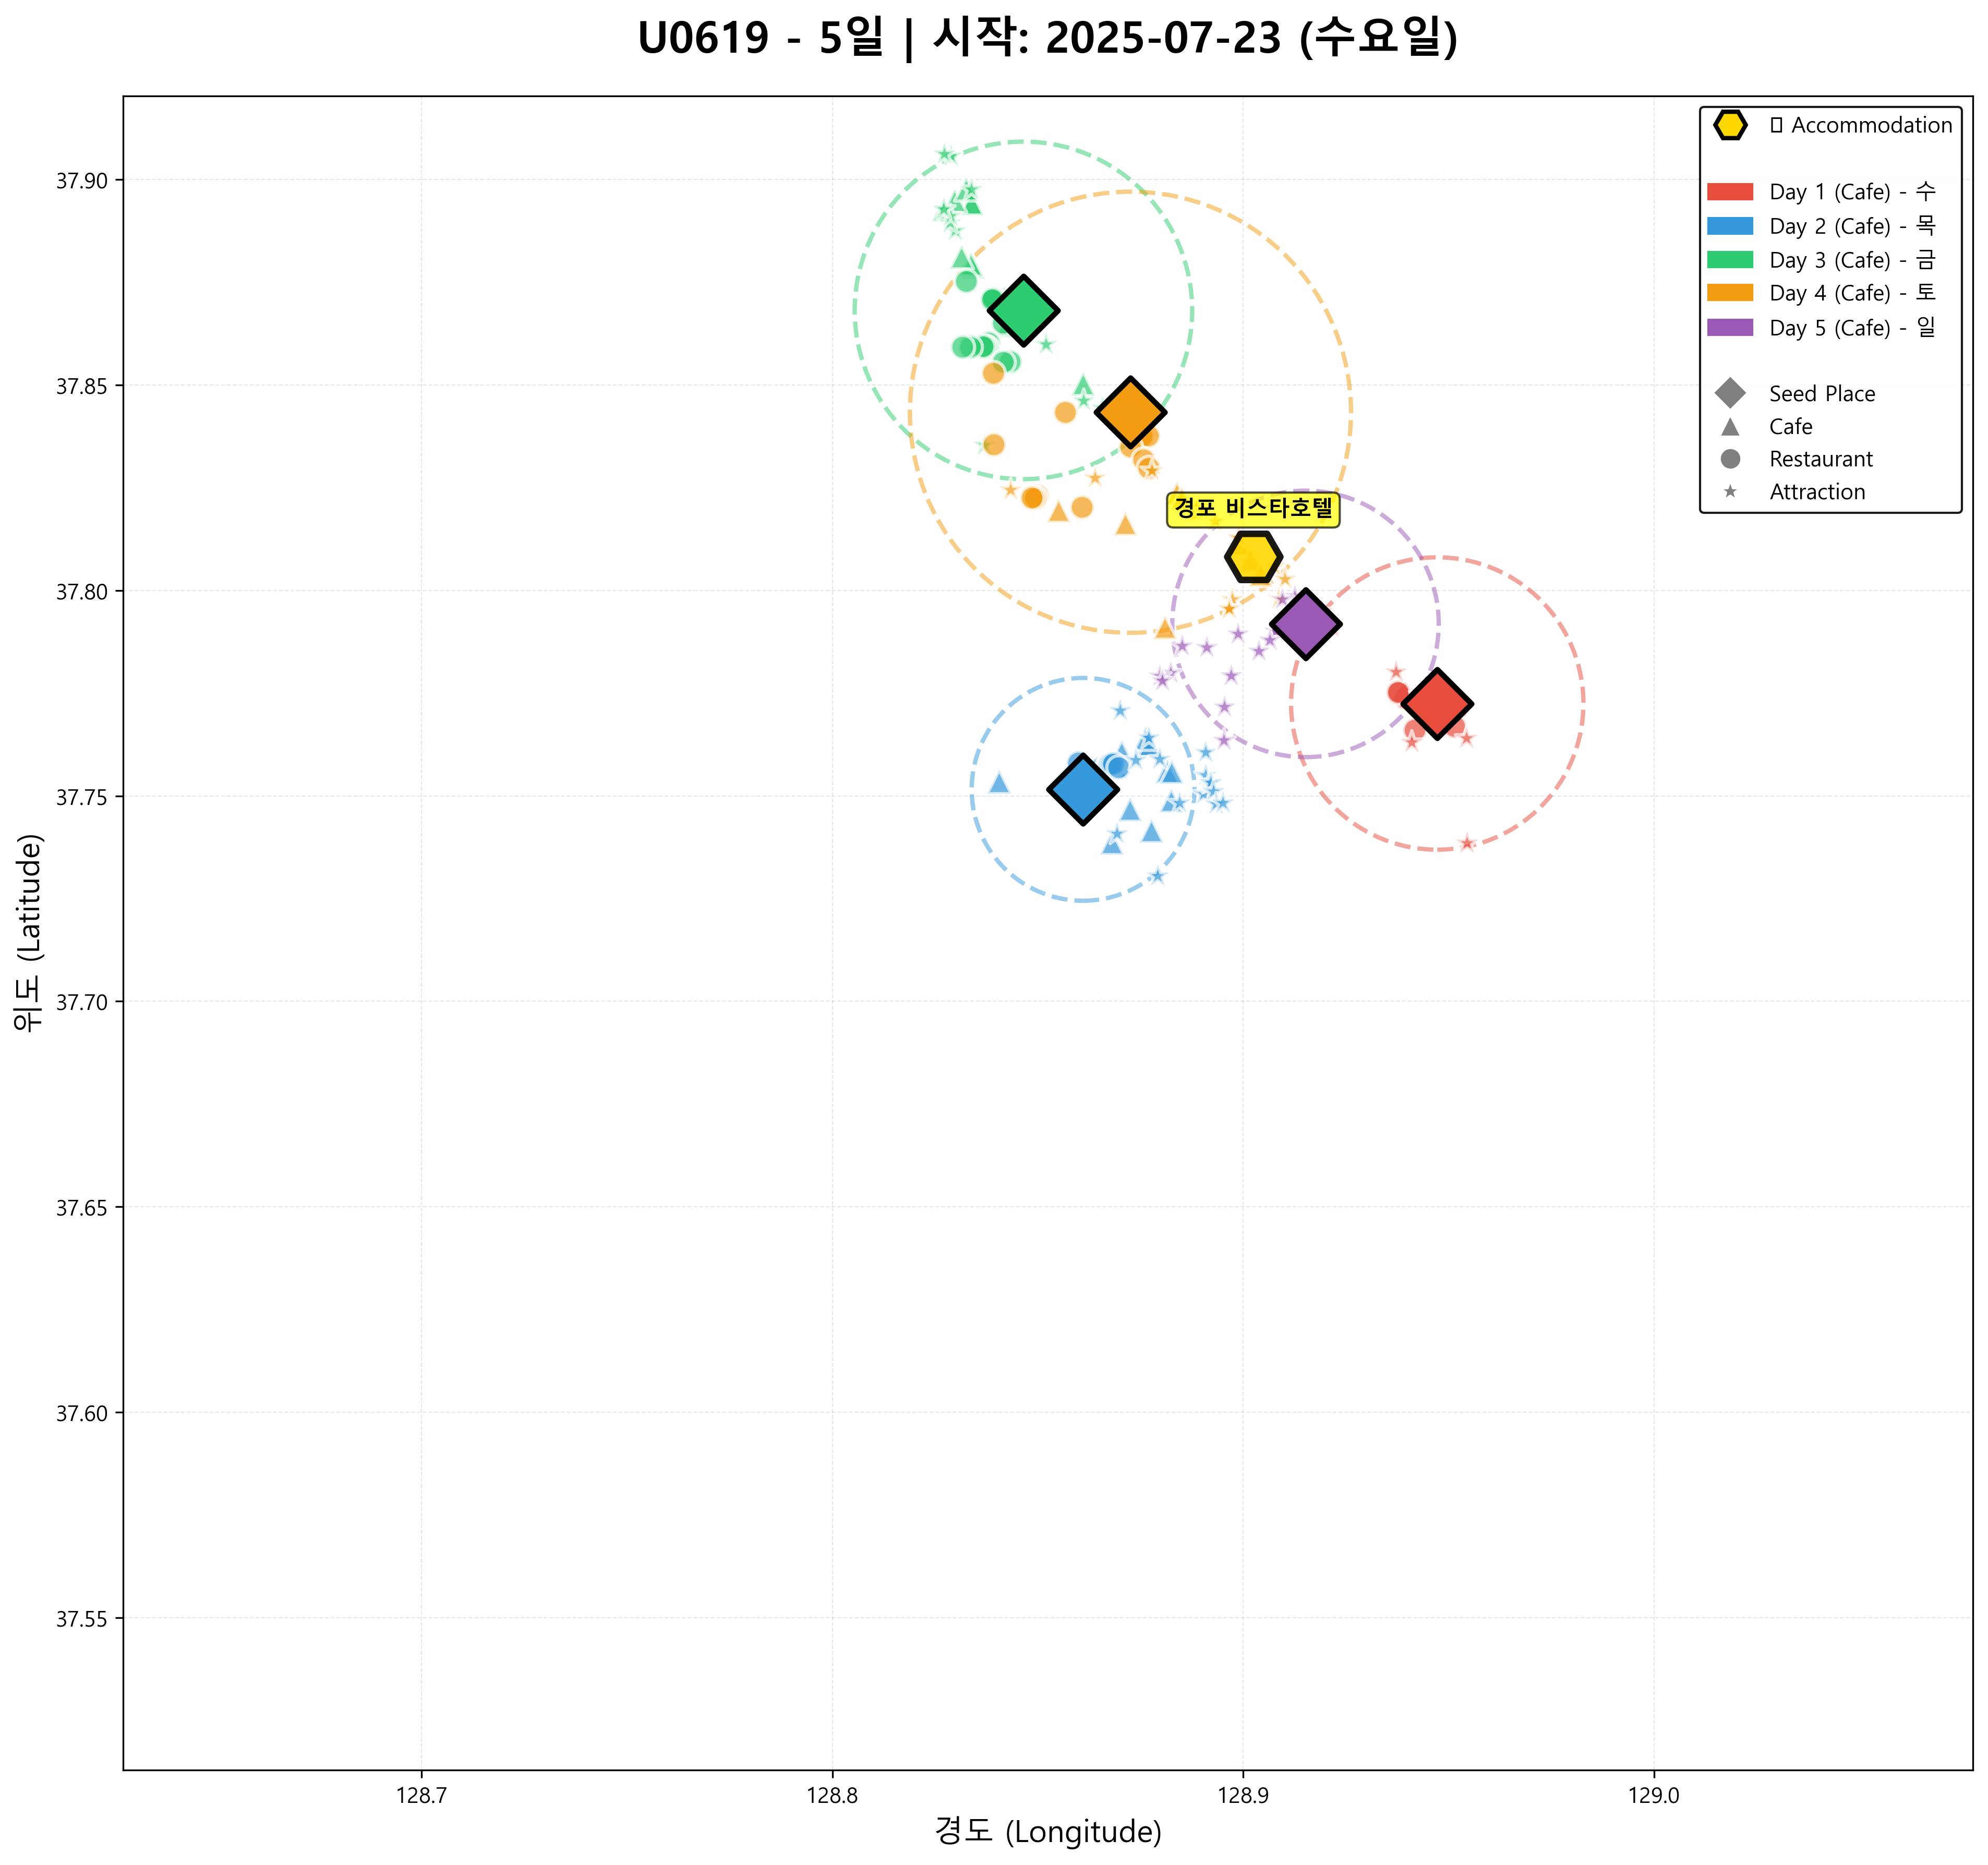 U0619 - 5일 | 시작: 2025-07-23 (수요일)
Accommodation
Day 1 (Cafe) - 수
Day 2 (Cafe) - 목
Day 3 (Cafe) - 금
Day 4 (Cafe) - 토
Day 5 (Cafe) - 일
Seed Place
Cafe
Restaurant
Attraction
경포 비스타호텔
37.90
37.85
37.80
37.75
37.70
37.65
37.60
37.55
위도 (Latitude)
128.7
128.8
128.9
129.0
경도 (Longitude)